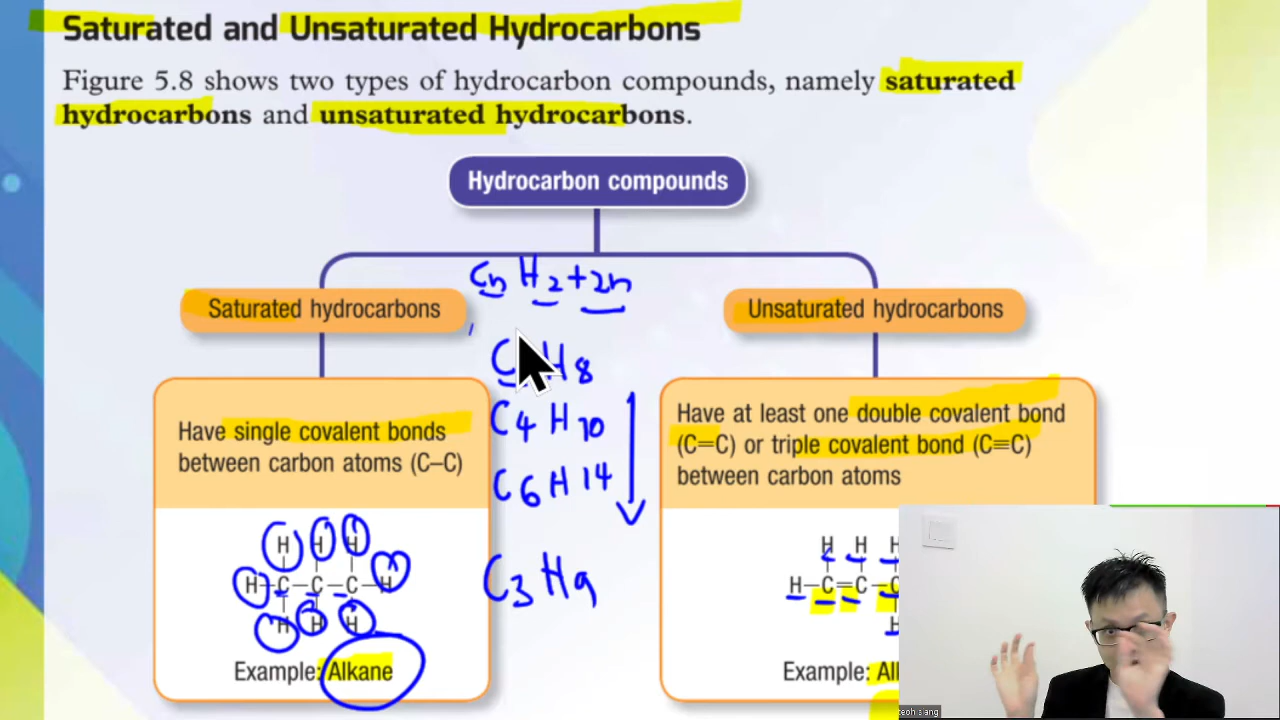 Saturated and Unsaturated Hydrocarbons
Figure 5.8 shows two types of hydrocarbon compounds, namely saturated
hydrocarbons and unsaturated hydrocarbons.
Hydrocarbon compounds
CnH2+2n
Saturated hydrocarbons
Unsaturated hydrocarbons
H8
C4H10
C6H14
C3H9
Have single covalent bonds
between carbon atoms (C–C)
Have at least one double covalent bond
(C=C) or triple covalent bond (C≡C)
between carbon atoms
H H H
H–C–C–C–H
H H H
Example: Alkane
H H H
H–C=C–C
H
Example: Al
teoh siang